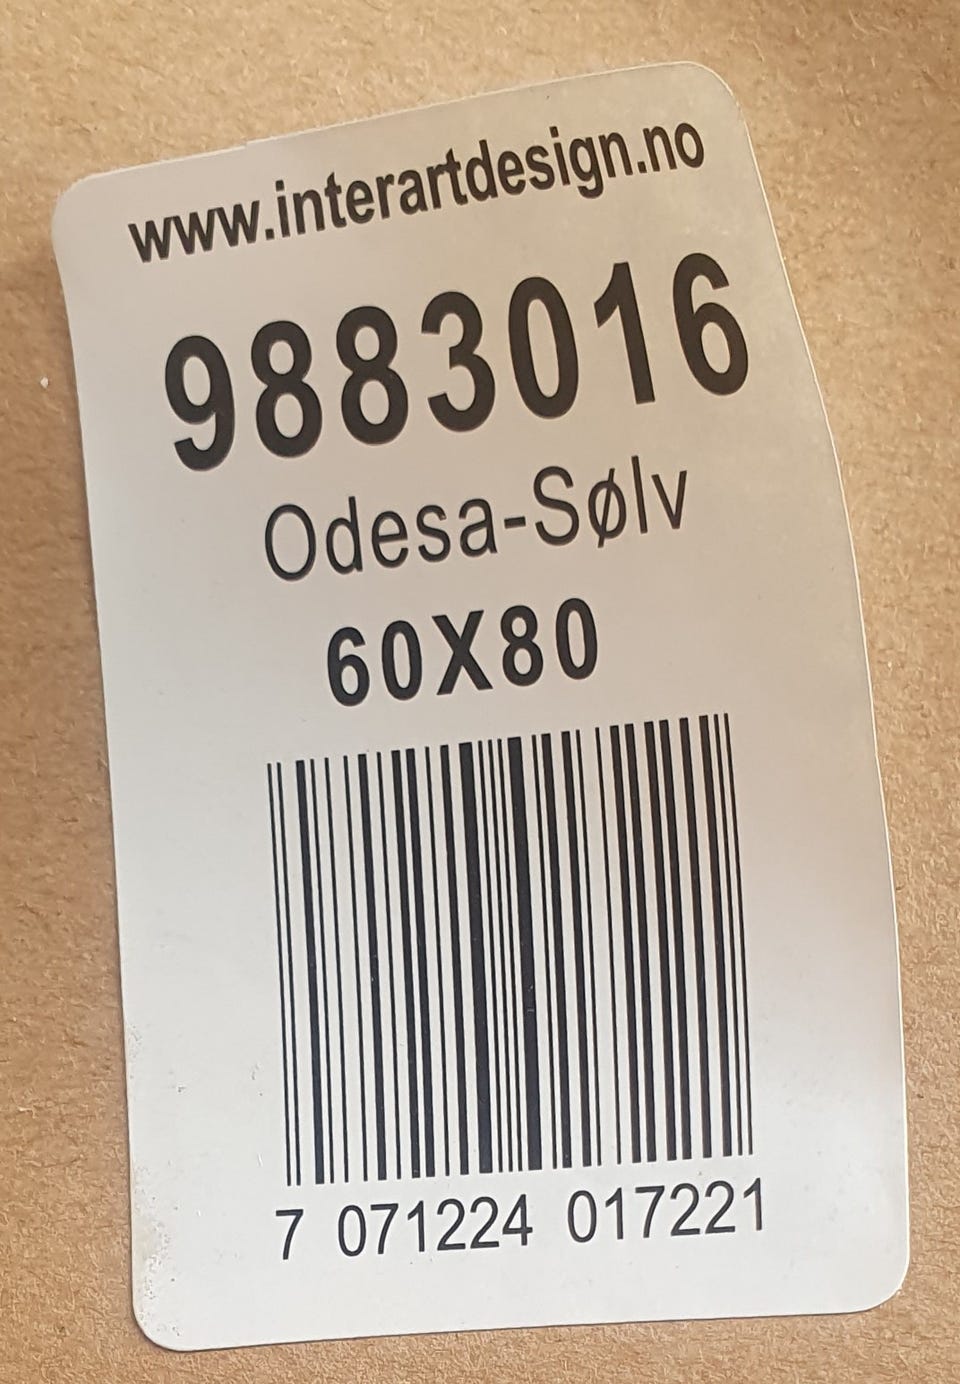 www.interartdesign.no
9883016
Odesa-Sølv
60X80
7 071224 017221